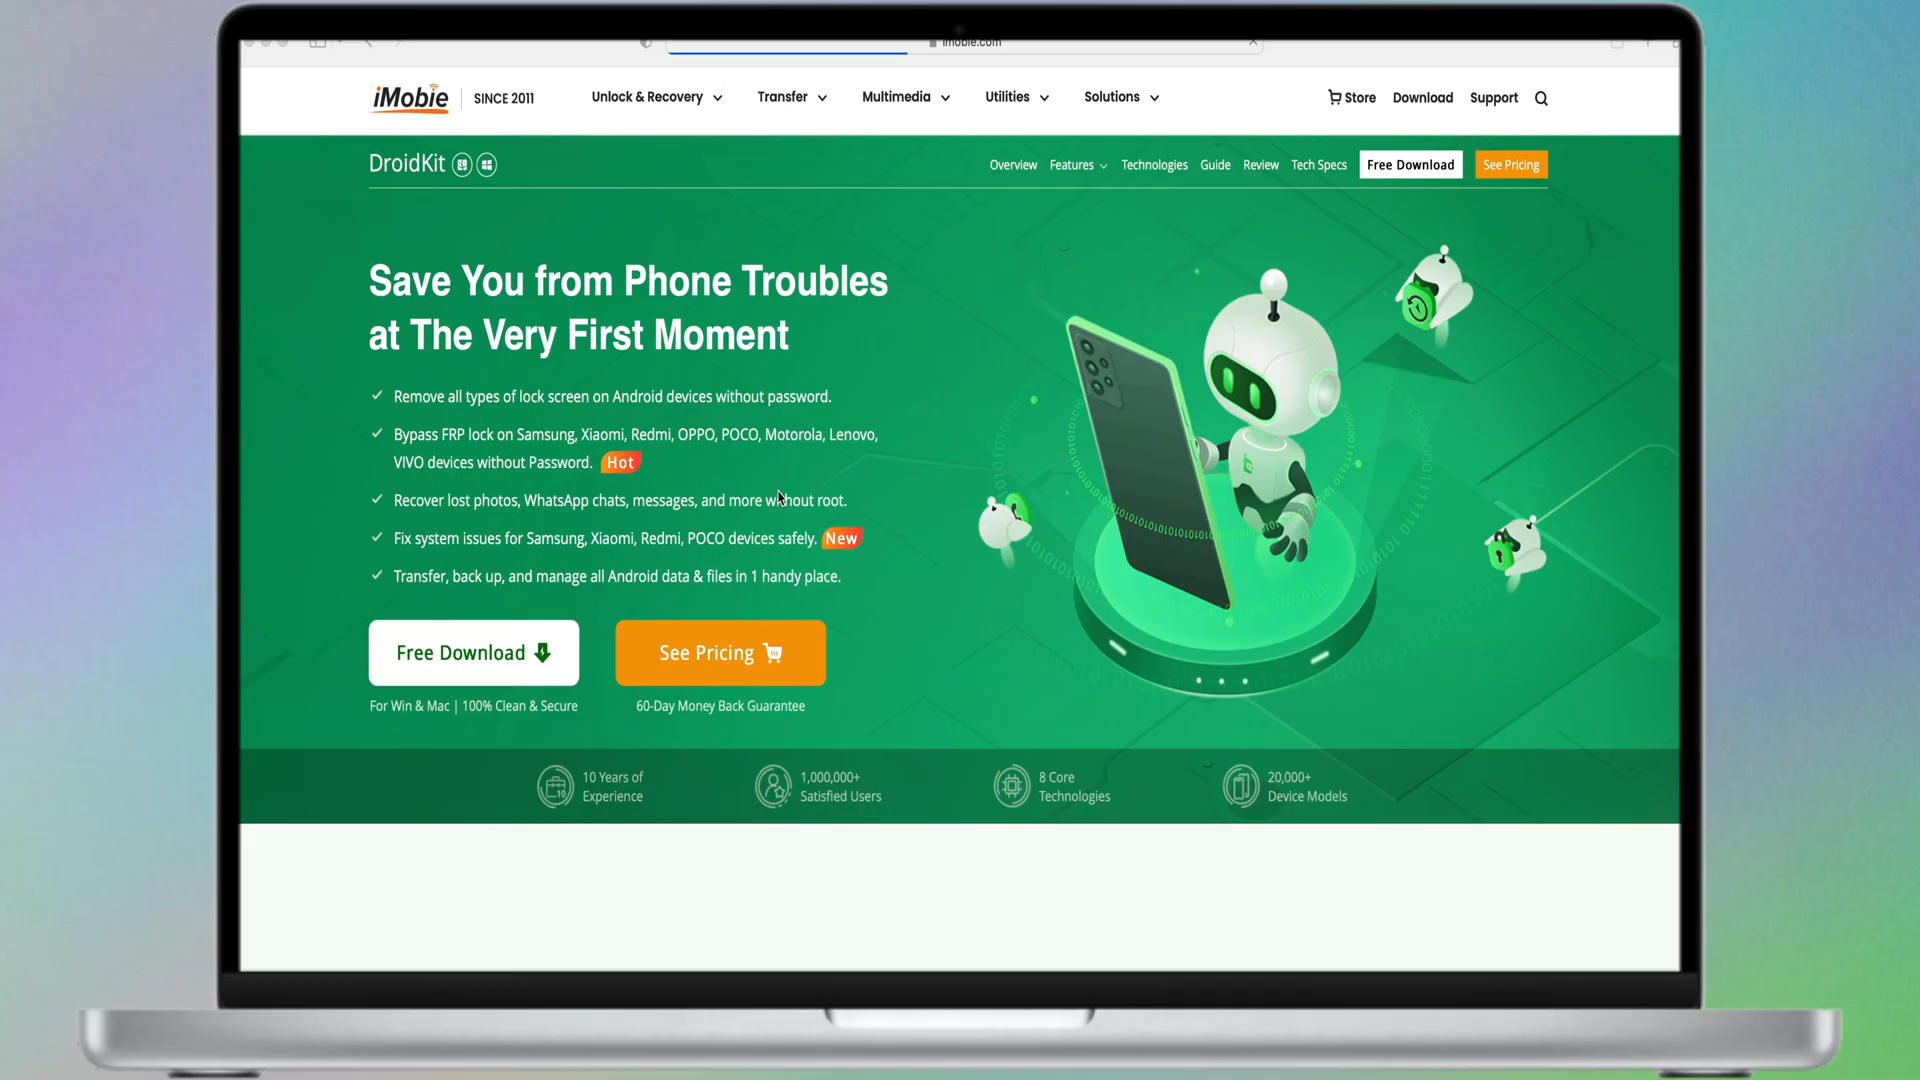 imobie.com
iMobie
SINCE 2011
Unlock & Recovery
Transfer
Multimedia
Utilities
Solutions
Store
Download
Support
DroidKit
Overview
Features
Technologies
Guide
Review
Tech Specs
Free Download
See Pricing
Save You from Phone Troubles
at The Very First Moment
Remove all types of lock screen on Android devices without password.
Bypass FRP lock on Samsung, Xiaomi, Redmi, OPPO, POCO, Motorola, Lenovo,
VIVO devices without Password. Hot
Recover lost photos, WhatsApp chats, messages, and more without root.
Fix system issues for Samsung, Xiaomi, Redmi, POCO devices safely. New
Transfer, back up, and manage all Android data & files in 1 handy place.
Free Download
See Pricing
For Win & Mac | 100% Clean & Secure
60-Day Money Back Guarantee
10 Years of
Experience
1,000,000+
Satisfied Users
8 Core
Technologies
20,000+
Device Models